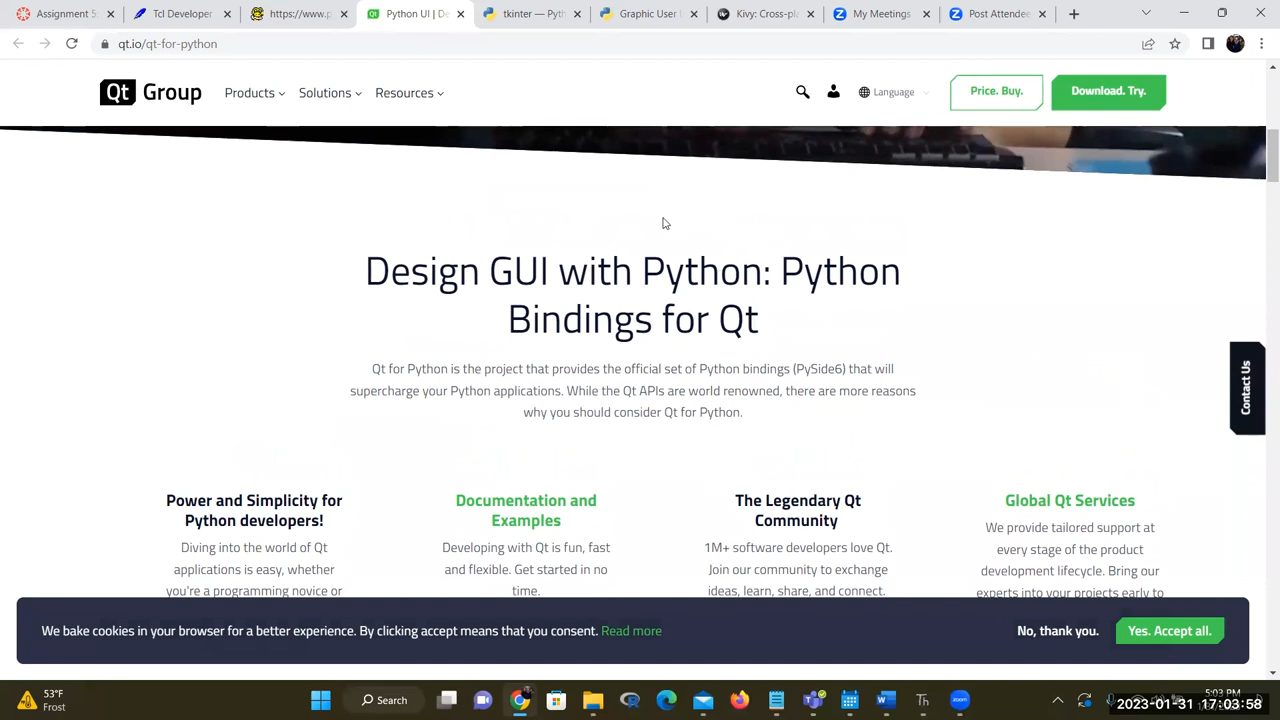 Assignment 5:
Tcl Developer
https://www.p
Python UI | De
tkinter — Pyth
Graphic User I
Kivy: Cross-pl
My Meetings
Post Attendee
qt.io/qt-for-python
Qt Group
Products
Solutions
Resources
Language
Price. Buy.
Download. Try.
Design GUI with Python: Python
Bindings for Qt
Qt for Python is the project that provides the official set of Python bindings (PySide6) that will
supercharge your Python applications. While the Qt APIs are world renowned, there are more reasons
why you should consider Qt for Python.
Contact Us
Power and Simplicity for
Python developers!
Diving into the world of Qt
applications is easy, whether
you're a programming novice or
Documentation and
Examples
Developing with Qt is fun, fast
and flexible. Get started in no
time.
The Legendary Qt
Community
1M+ software developers love Qt.
Join our community to exchange
ideas, learn, share, and connect.
Global Qt Services
We provide tailored support at
every stage of the product
development lifecycle. Bring our
experts into your projects early to
We bake cookies in your browser for a better experience. By clicking accept means that you consent. Read more
No, thank you.
Yes. Accept all.
53°F
Frost
Search
5:03 PM
2023-01-31 17:03:58